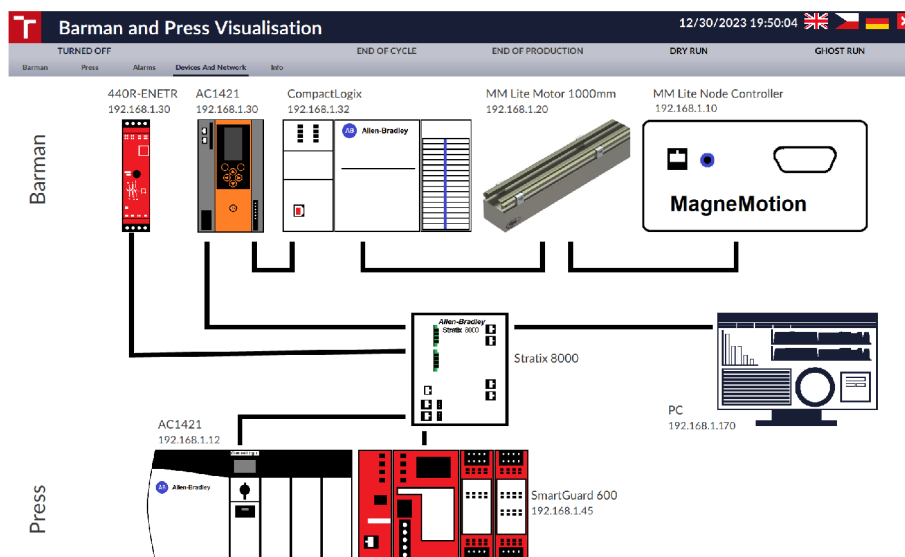 Barman and Press Visualisation
12/30/2023 19:50:04
TURNED OFF
END OF CYCLE
END OF PRODUCTION
DRY RUN
GHOST RUN
Barman
Press
Alarms
Devices And Network
Info
Barman
440R-ENETR
192.168.1.30
AC1421
192.168.1.30
CompactLogix
192.168.1.32
MM Lite Motor 1000mm
192.168.1.20
MM Lite Node Controller
192.168.1.10
AB Allen-Bradley
MagneMotion
Allen-Bradley
Stratix 8000
Stratix 8000
PC
192.168.1.170
AC1421
192.168.1.12
Press
AB Allen-Bradley
SmartGuard 600
192.168.1.45